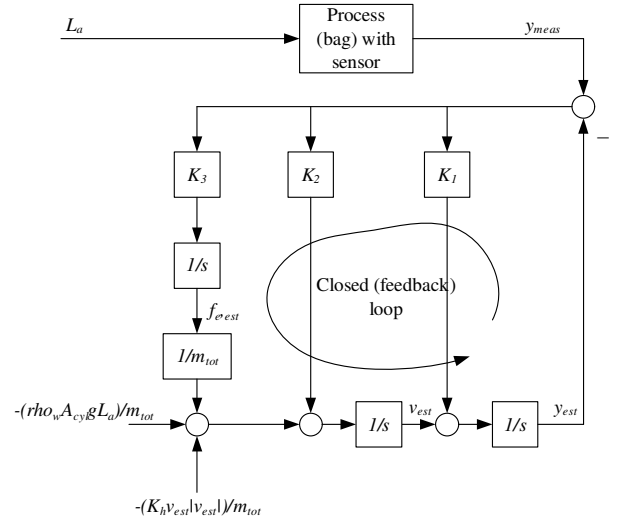 L_a
Process
(bag) with
sensor
y_meas
–
K_3
K_2
K_1
1/s
Closed (feedback)
loop
f_e,est
1/m_tot
-(rho_w A_cyl g L_a)/m_tot
1/s
v_est
1/s
y_est
-(K_h v_est|v_est|)/m_tot